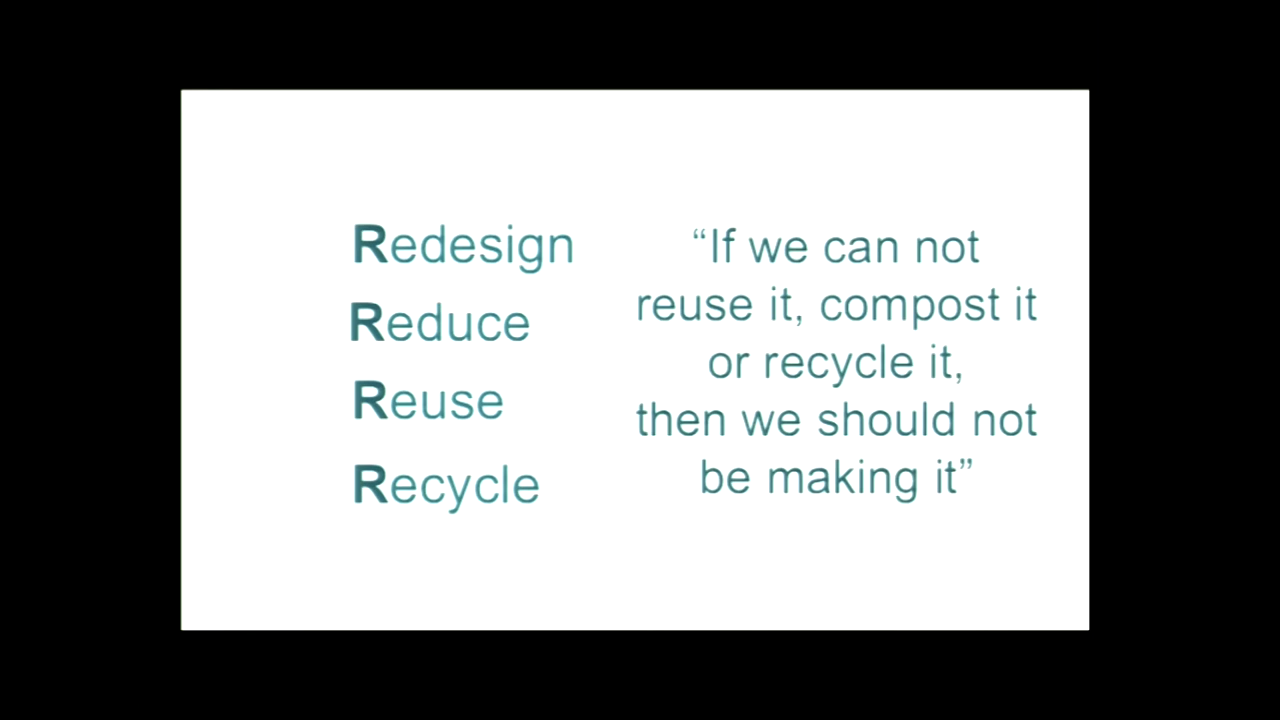 Redesign
Reduce
Reuse
Recycle
“If we can not
reuse it, compost it
or recycle it,
then we should not
be making it”